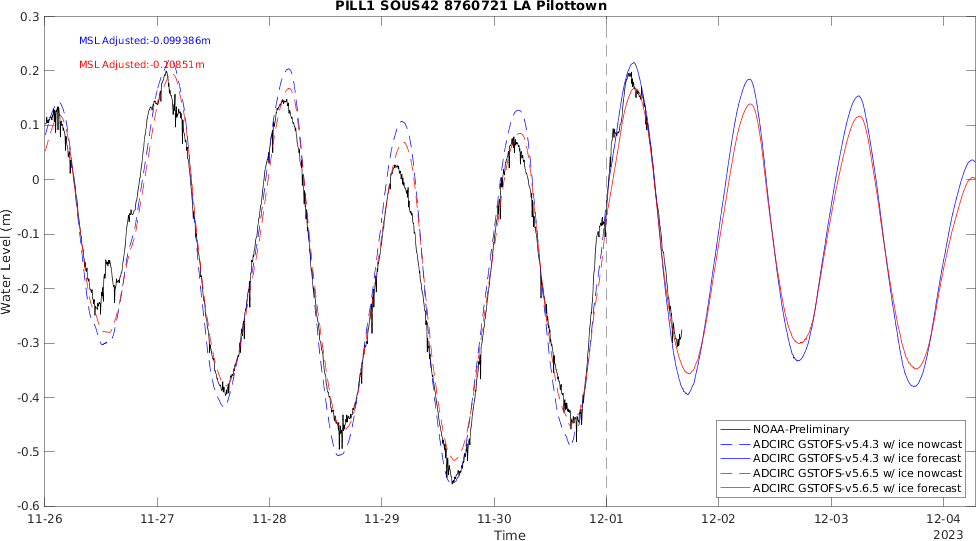 PILL1 SOUS42 8760721 LA Pilottown
MSL Adjusted:-0.099386m
MSL Adjusted:-0.10851m
Water Level (m)
0.3
0.2
0.1
0
-0.1
-0.2
-0.3
-0.4
-0.5
-0.6
NOAA-Preliminary
ADCIRC GSTOFS-v5.4.3 w/ ice nowcast
ADCIRC GSTOFS-v5.4.3 w/ ice forecast
ADCIRC GSTOFS-v5.6.5 w/ ice nowcast
ADCIRC GSTOFS-v5.6.5 w/ ice forecast
11-26 11-27 11-28 11-29 11-30 12-01 12-02 12-03 12-04
Time
2023